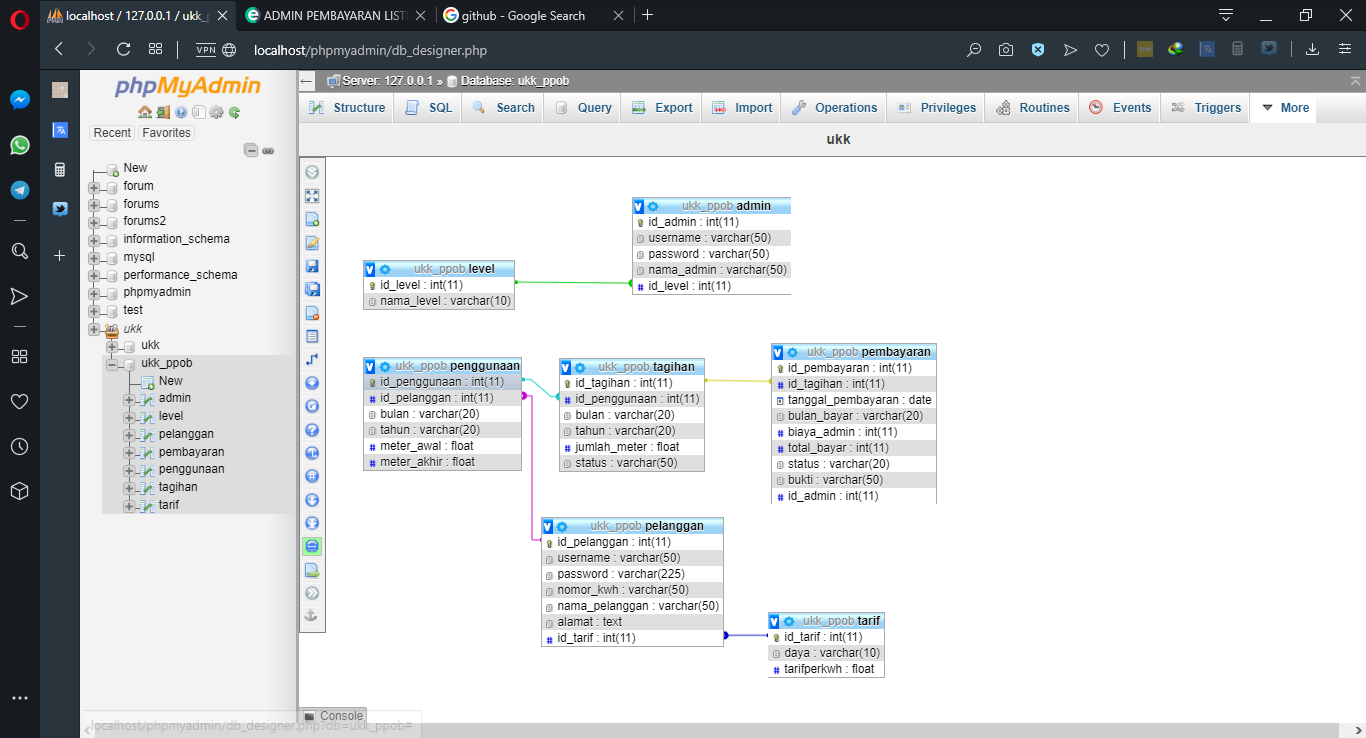 localhost / 127.0.0.1 / ukk_
ADMIN PEMBAYARAN LIST
github - Google Search
VPN
localhost/phpmyadmin/db_designer.php
phpMyAdmin
Recent
Favorites
New
forum
forums
forums2
information_schema
mysql
performance_schema
phpmyadmin
test
ukk
ukk
ukk_ppob
New
admin
level
pelanggan
pembayaran
penggunaan
tagihan
tarif
localhost/phpmyadmin/db_designer.php?db=ukk_ppob#
Server: 127.0.0.1 » Database: ukk_ppob
Structure
SQL
Search
Query
Export
Import
Operations
Privileges
Routines
Events
Triggers
More
ukk
ukk_ppob admin
id_admin : int(11)
username : varchar(50)
password : varchar(50)
nama_admin : varchar(50)
id_level : int(11)
ukk_ppob level
id_level : int(11)
nama_level : varchar(10)
ukk_ppob penggunaan
id_penggunaan : int(11)
id_pelanggan : int(11)
bulan : varchar(20)
tahun : varchar(20)
meter_awal : float
meter_akhir : float
ukk_ppob tagihan
id_tagihan : int(11)
id_penggunaan : int(11)
bulan : varchar(20)
tahun : varchar(20)
jumlah_meter : float
status : varchar(50)
ukk_ppob pembayaran
id_pembayaran : int(11)
id_tagihan : int(11)
tanggal_pembayaran : date
bulan_bayar : varchar(20)
biaya_admin : int(11)
total_bayar : int(11)
status : varchar(20)
bukti : varchar(50)
id_admin : int(11)
ukk_ppob pelanggan
id_pelanggan : int(11)
username : varchar(50)
password : varchar(225)
nomor_kwh : varchar(50)
nama_pelanggan : varchar(50)
alamat : text
id_tarif : int(11)
ukk_ppob tarif
id_tarif : int(11)
daya : varchar(10)
tarifperkwh : float
Console